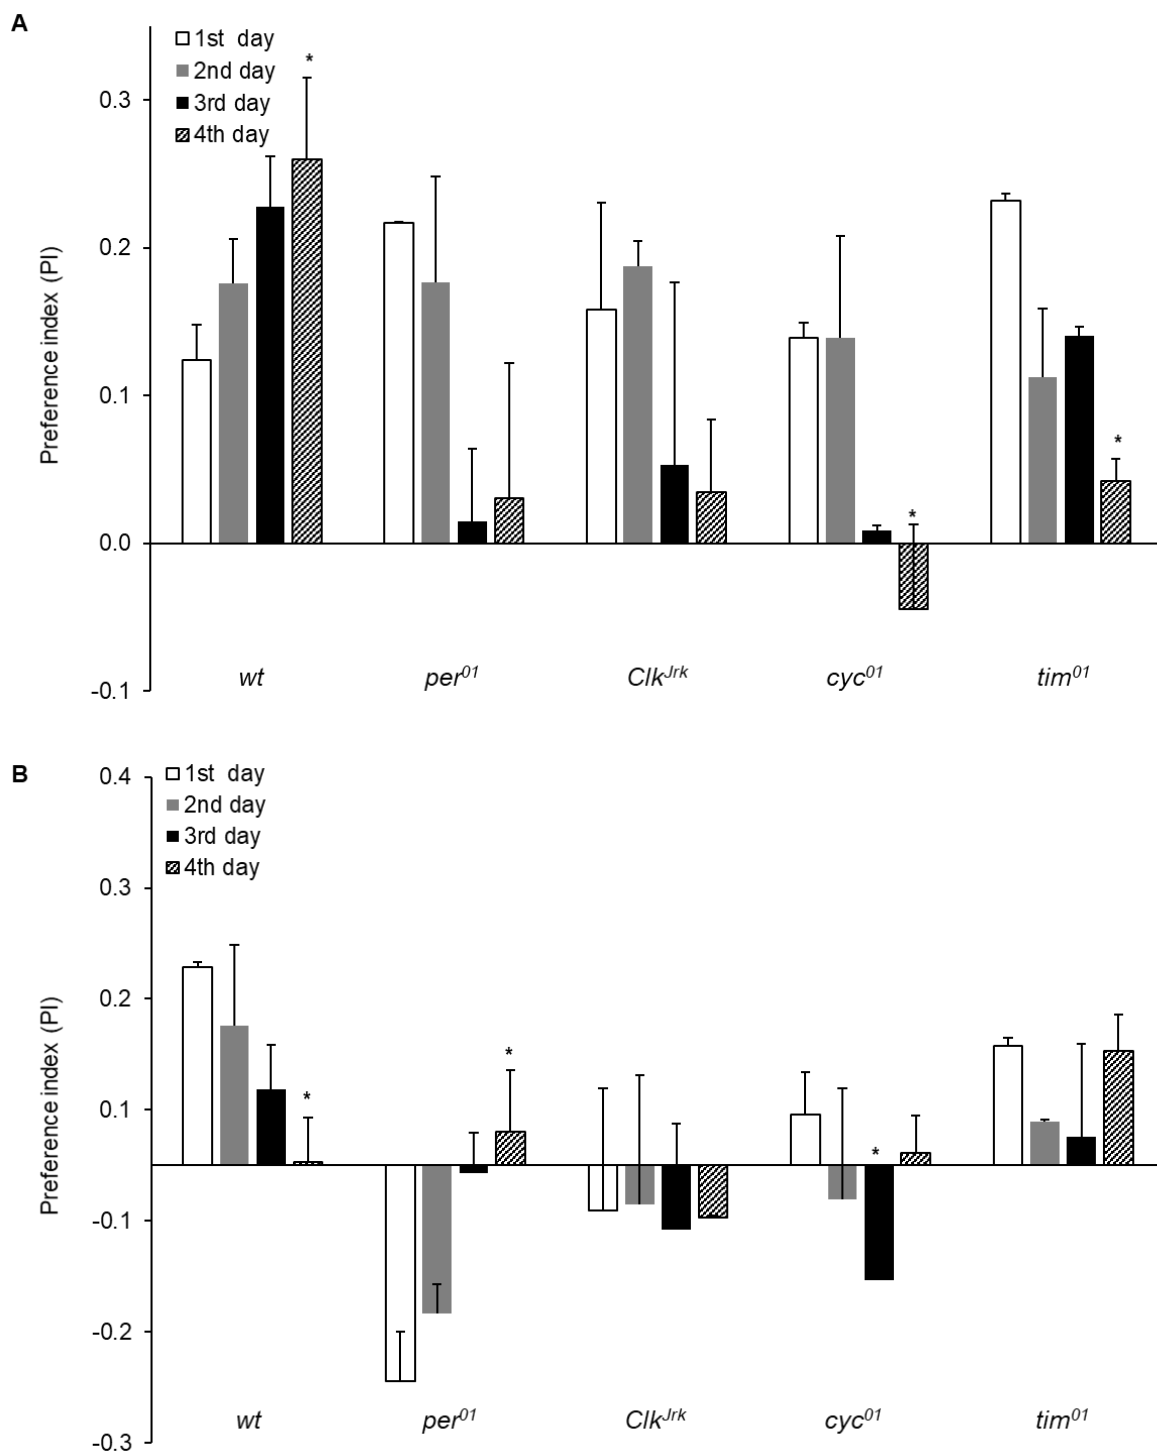 A
1st day
2nd day
3rd day
4th day
*
0.3
0.2
0.1
0.0
-0.1
Preference index (PI)
*
*
wt
per01
ClkJrk
cyc01
tim01
B
1st day
2nd day
3rd day
4th day
0.4
0.3
0.2
0.1
-0.1
-0.2
-0.3
Preference index (PI)
*
*
*
wt
per01
ClkJrk
cyc01
tim01